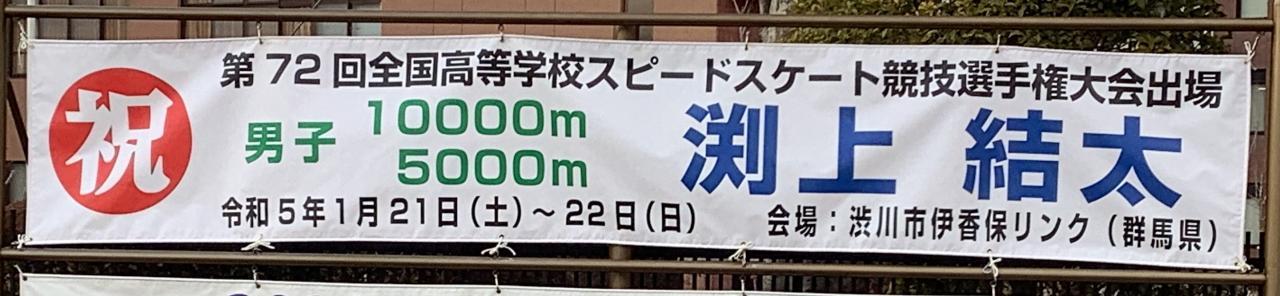 祝
第72回全国高等学校スピードスケート競技選手権大会出場
男子
10000m
5000m
渕上 結太
令和5年1月21日(土)～22日(日)
会場：渋川市伊香保リンク（群馬県）